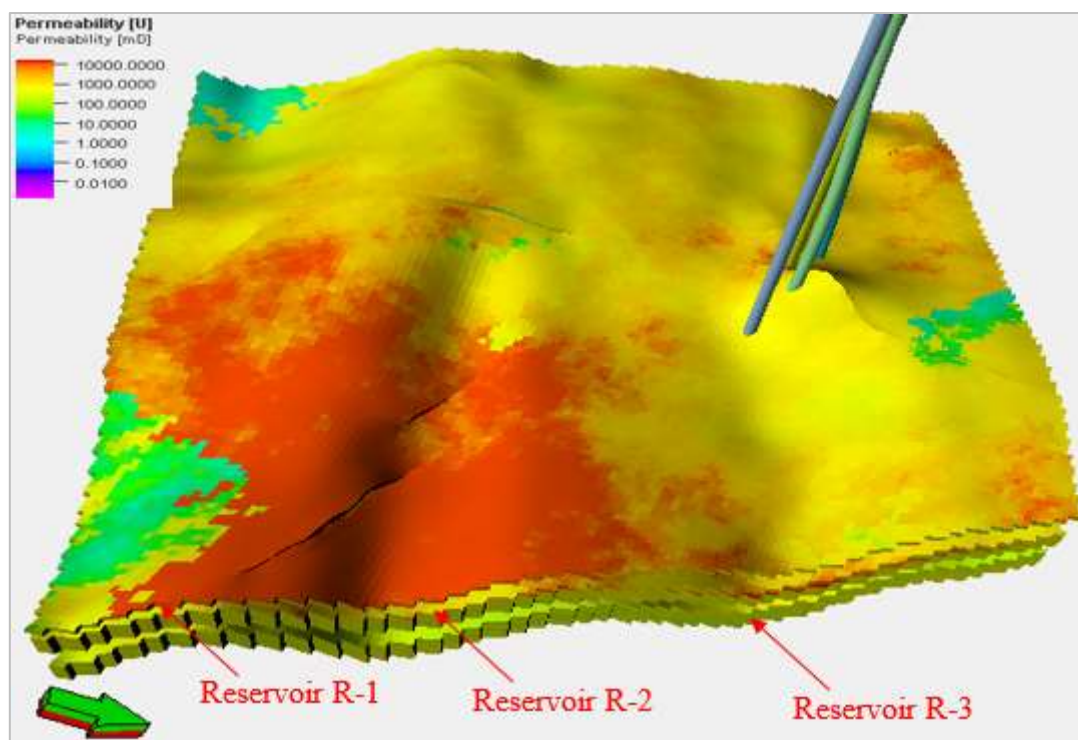 Permeability [U]
Permeability [mD]
10000.0000
1000.0000
100.0000
10.0000
1.0000
0.1000
0.0100
Reservoir R-1
Reservoir R-2
Reservoir R-3